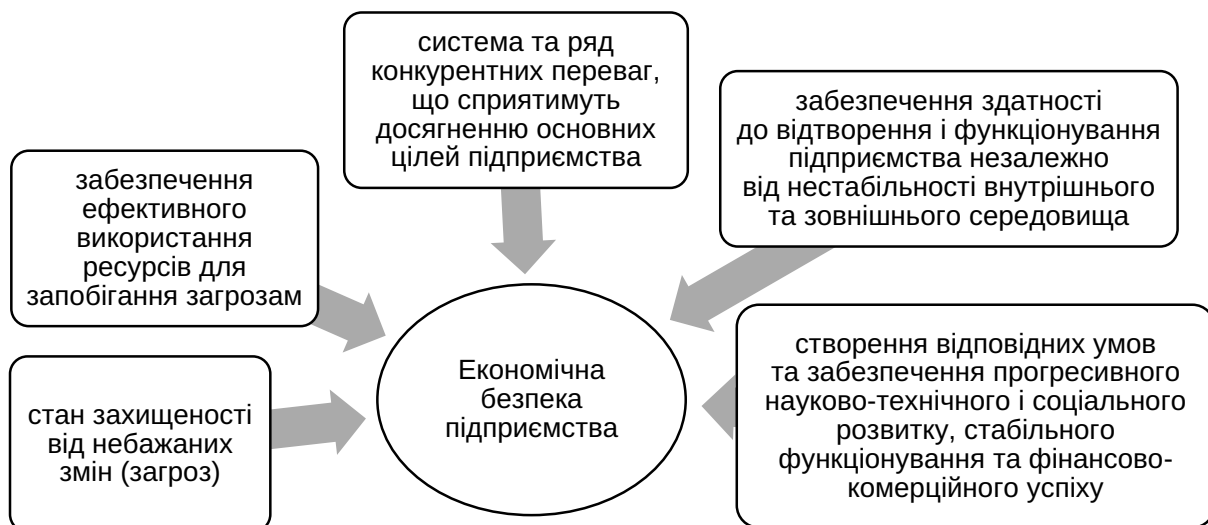 система та ряд
конкурентних переваг,
що сприятимуть
досягненню основних
цілей підприємства
забезпечення здатності
до відтворення і функціонування
підприємства незалежно
від нестабільності внутрішнього
та зовнішнього середовища
забезпечення
ефективного
використання
ресурсів для
запобігання загрозам
Економічна
безпека
підприємства
стан захищеності
від небажаних
змін (загроз)
створення відповідних умов
та забезпечення прогресивного
науково-технічного і соціального
розвитку, стабільного
функціонування та фінансово-
комерційного успіху